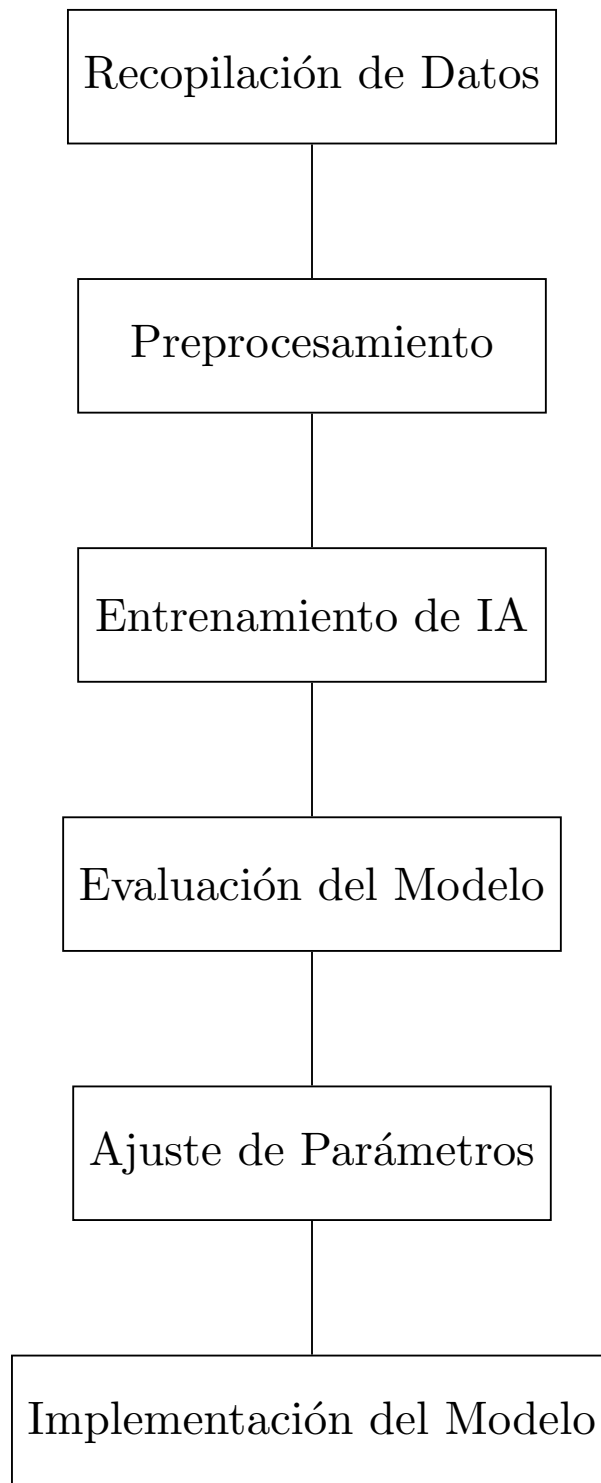 Recopilación de Datos
Preprocesamiento
Entrenamiento de IA
Evaluación del Modelo
Ajuste de Parámetros
Implementación del Modelo